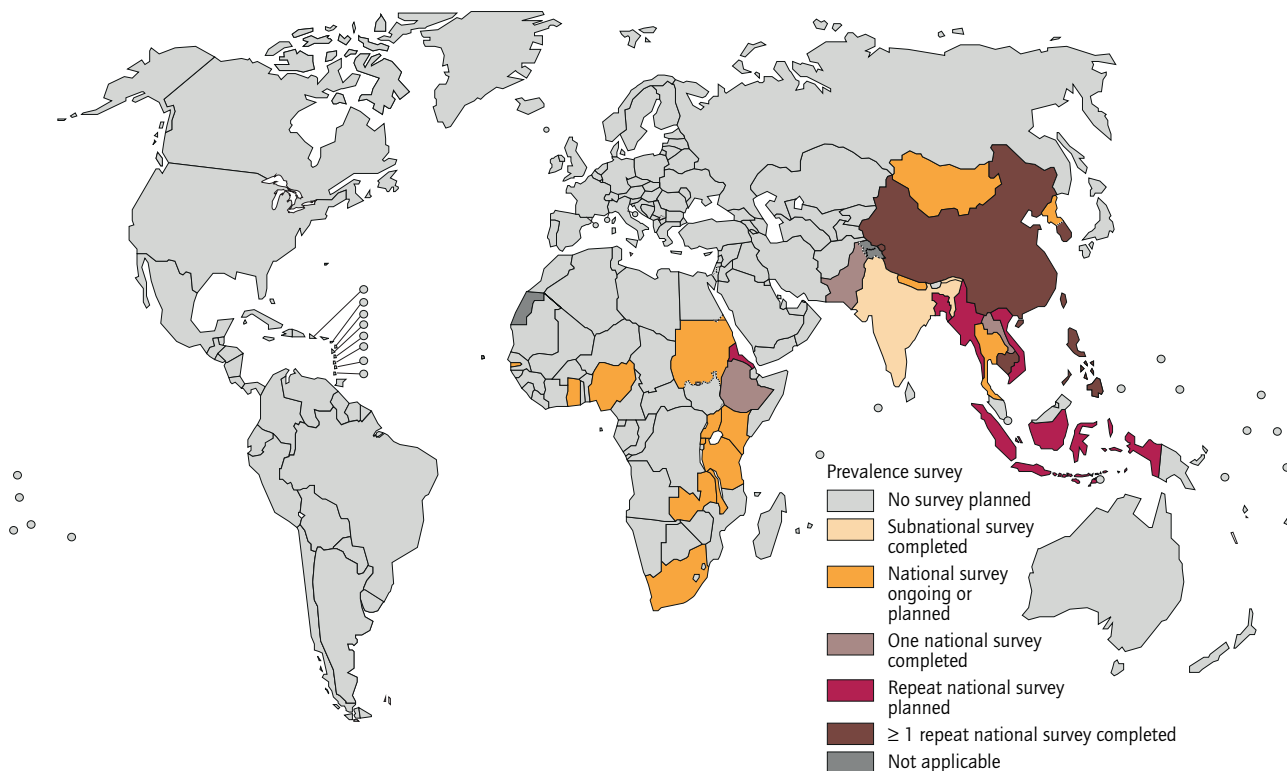 Prevalence survey
No survey planned
Subnational survey
completed
National survey
ongoing or
planned
One national survey
completed
Repeat national survey
planned
≥ 1 repeat national survey completed
Not applicable